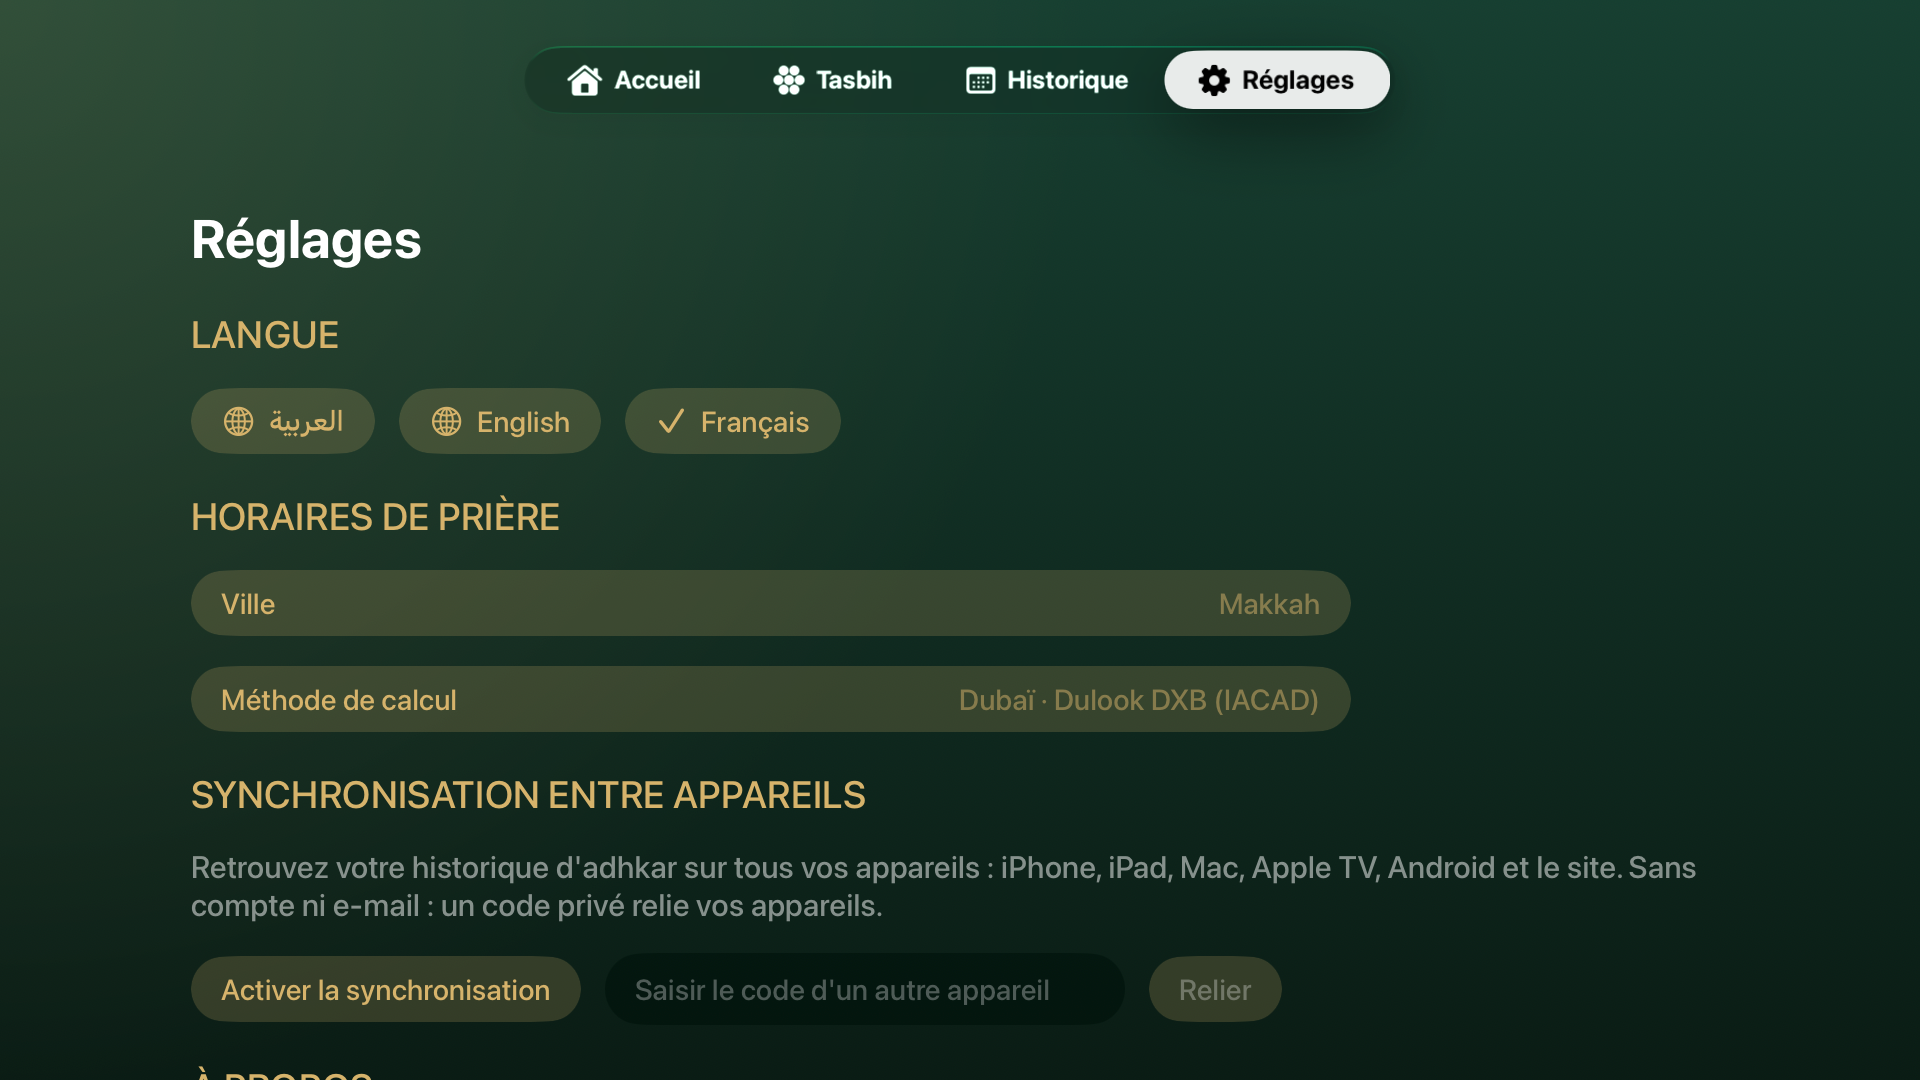 Accueil
Tasbih
Historique
Réglages
Réglages
LANGUE
العربية
English
Français
HORAIRES DE PRIÈRE
Ville
Makkah
Méthode de calcul
Dubaï · Dulook DXB (IACAD)
SYNCHRONISATION ENTRE APPAREILS
Retrouvez votre historique d'adhkar sur tous vos appareils : iPhone, iPad, Mac, Apple TV, Android et le site. Sans
compte ni e-mail : un code privé relie vos appareils.
Activer la synchronisation
Saisir le code d'un autre appareil
Relier
À PROPOS